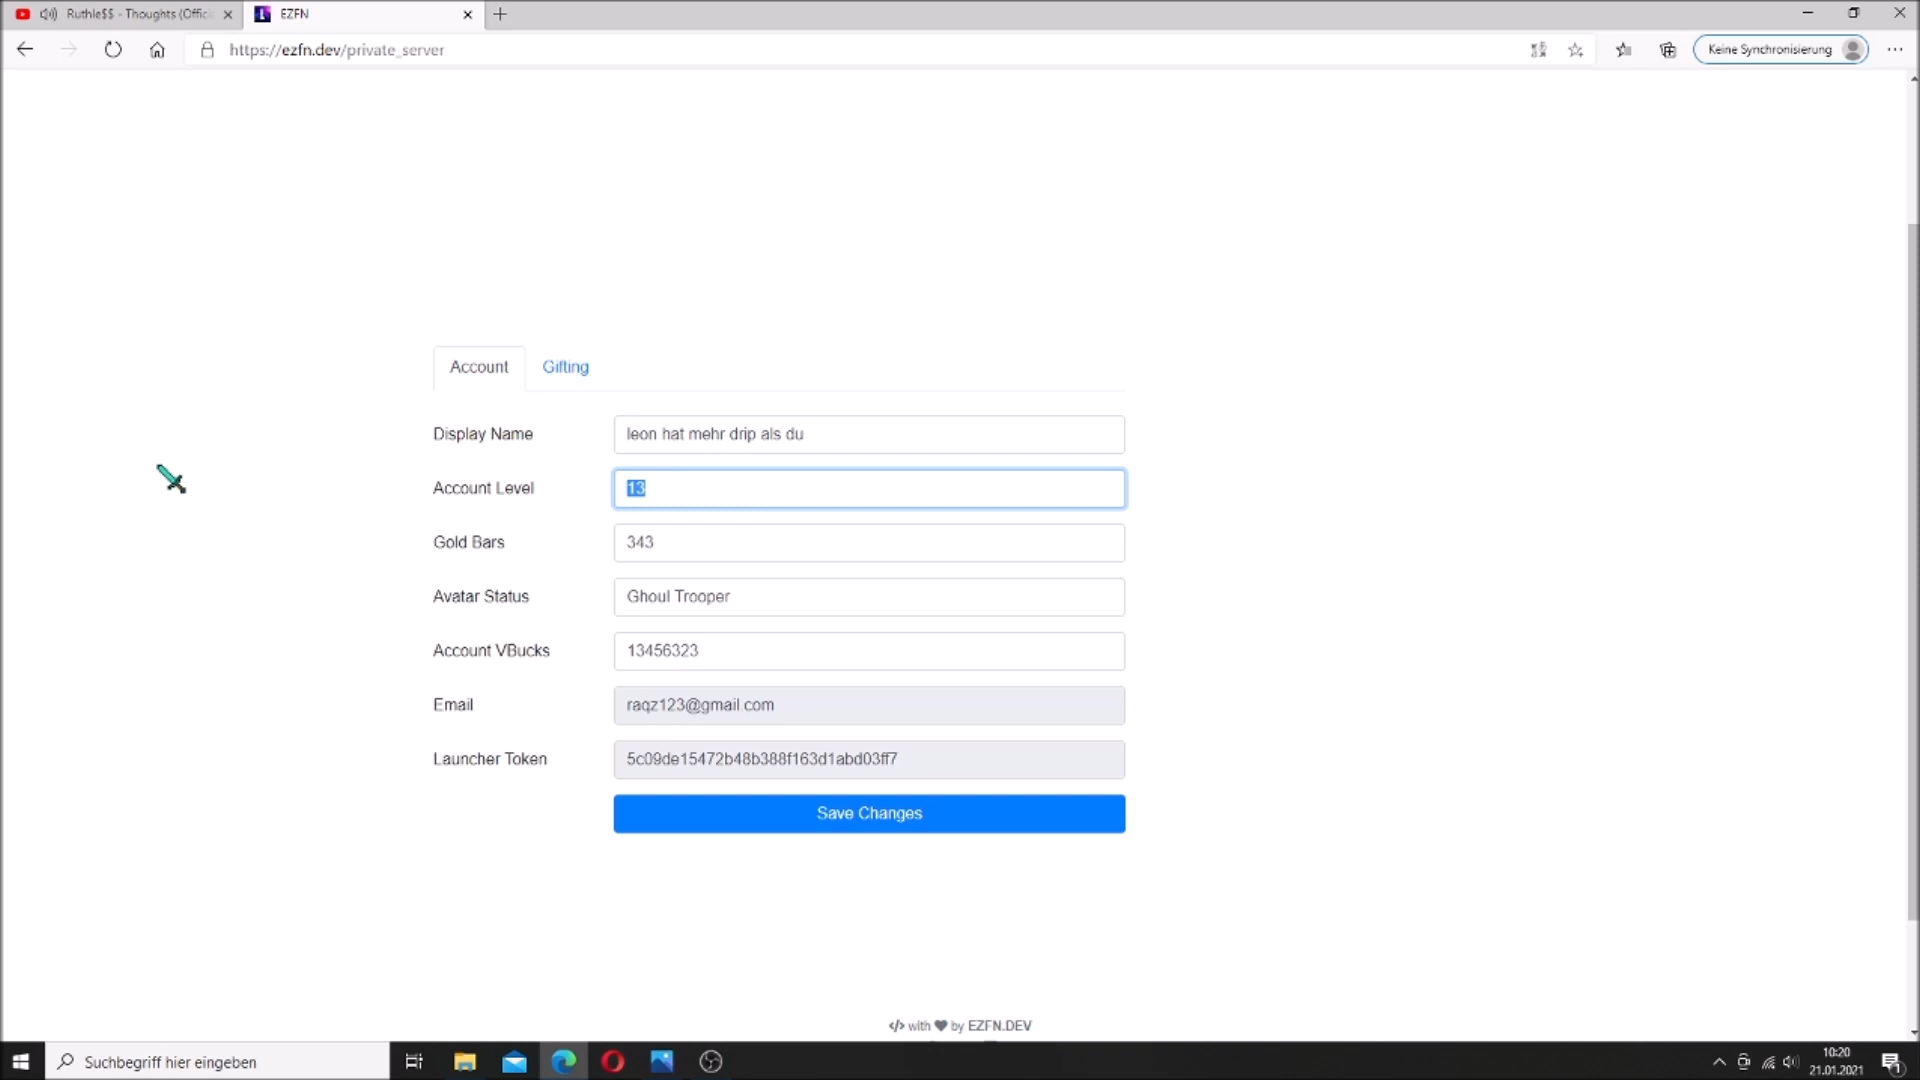 Ruthle$$ - Thoughts (Offici
EZFN
https://ezfn.dev/private_server
Keine Synchronisierung
Account
Gifting
Display Name
leon hat mehr drip als du
Account Level
13
Gold Bars
343
Avatar Status
Ghoul Trooper
Account VBucks
13456323
Email
raqz123@gmail.com
Launcher Token
5c09de15472b48b388f163d1abd03ff7
Save Changes
</> with ♥ by EZFN.DEV
Suchbegriff hier eingeben
10:20
21.01.2021
1